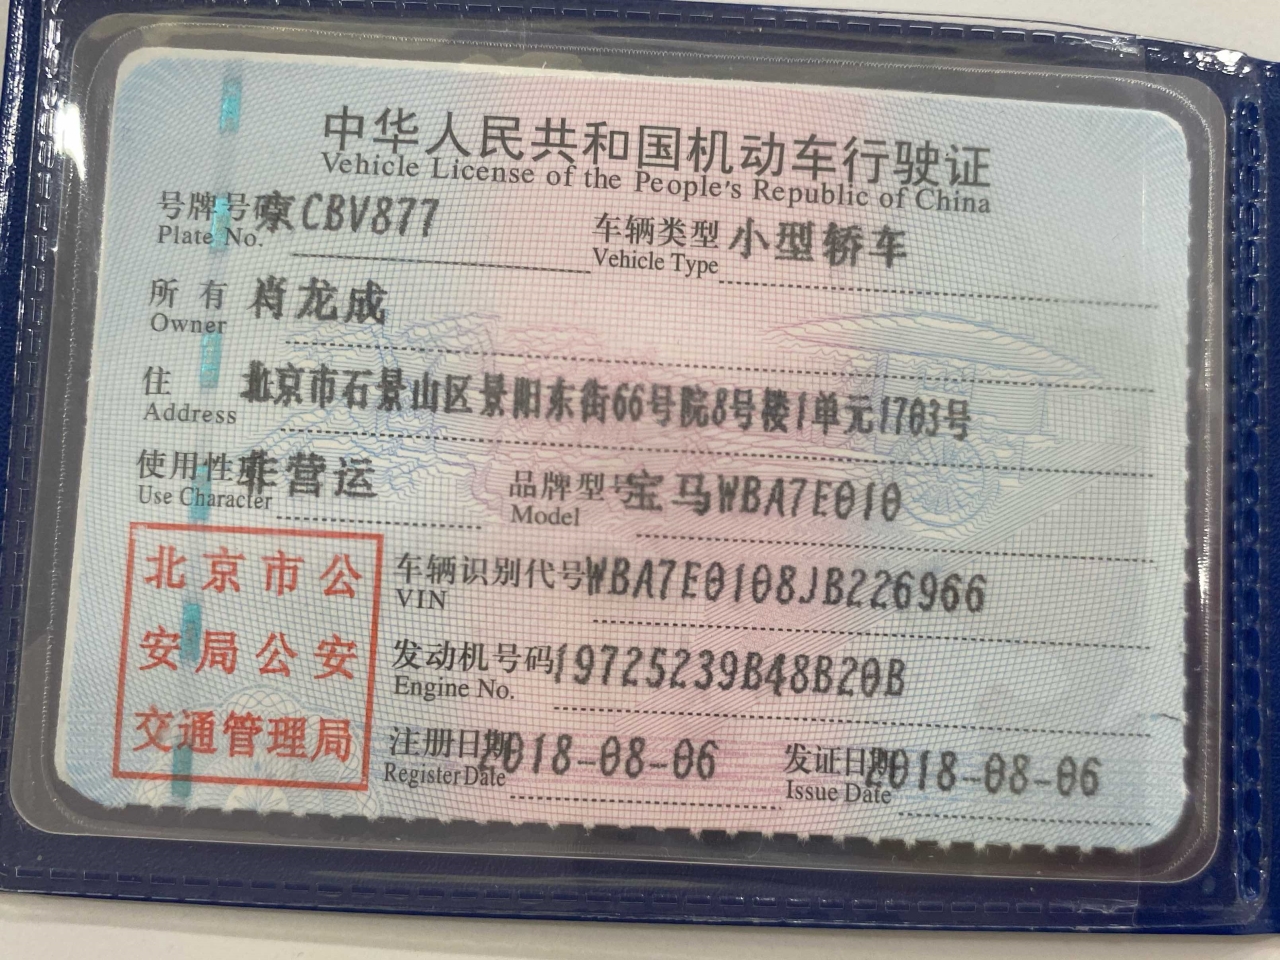 中华人民共和国机动车行驶证
Vehicle License of the People's Republic of China
号牌号码 京CBV877 车辆类型 小型轿车
Plate No. Vehicle Type
所有 肖龙成
Owner
住 北京市石景山区景阳东街66号院8号楼1单元1703号
Address
使用性质 非营运 品牌型号 宝马WBA7E010
Use Character Model
北京市公
安局公安
交通管理局
车辆识别代号 WBA7E0108JB226966
VIN
发动机号码 19725239B48B20B
Engine No.
注册日期 2018-08-06 发证日期 2018-08-06
Register Date Issue Date